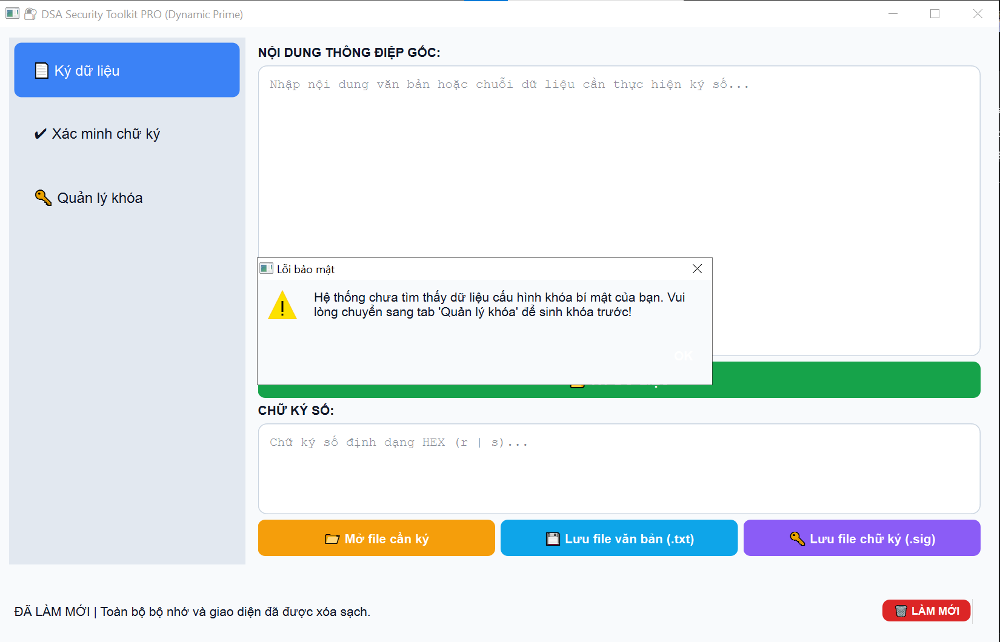 DSA Security Toolkit PRO (Dynamic Prime)
Ký dữ liệu
Xác minh chữ ký
Quản lý khóa
NỘI DUNG THÔNG ĐIỆP GỐC:
Nhập nội dung văn bản hoặc chuỗi dữ liệu cần thực hiện ký số...
Lỗi bảo mật
Hệ thống chưa tìm thấy dữ liệu cấu hình khóa bí mật của bạn. Vui
lòng chuyển sang tab 'Quản lý khóa' để sinh khóa trước!
OK
CHỮ KÝ SỐ:
Chữ ký số định dạng HEX (r | s)...
Mở file cần ký
Lưu file văn bản (.txt)
Lưu file chữ ký (.sig)
ĐÃ LÀM MỚI | Toàn bộ bộ nhớ và giao diện đã được xóa sạch.
LÀM MỚI